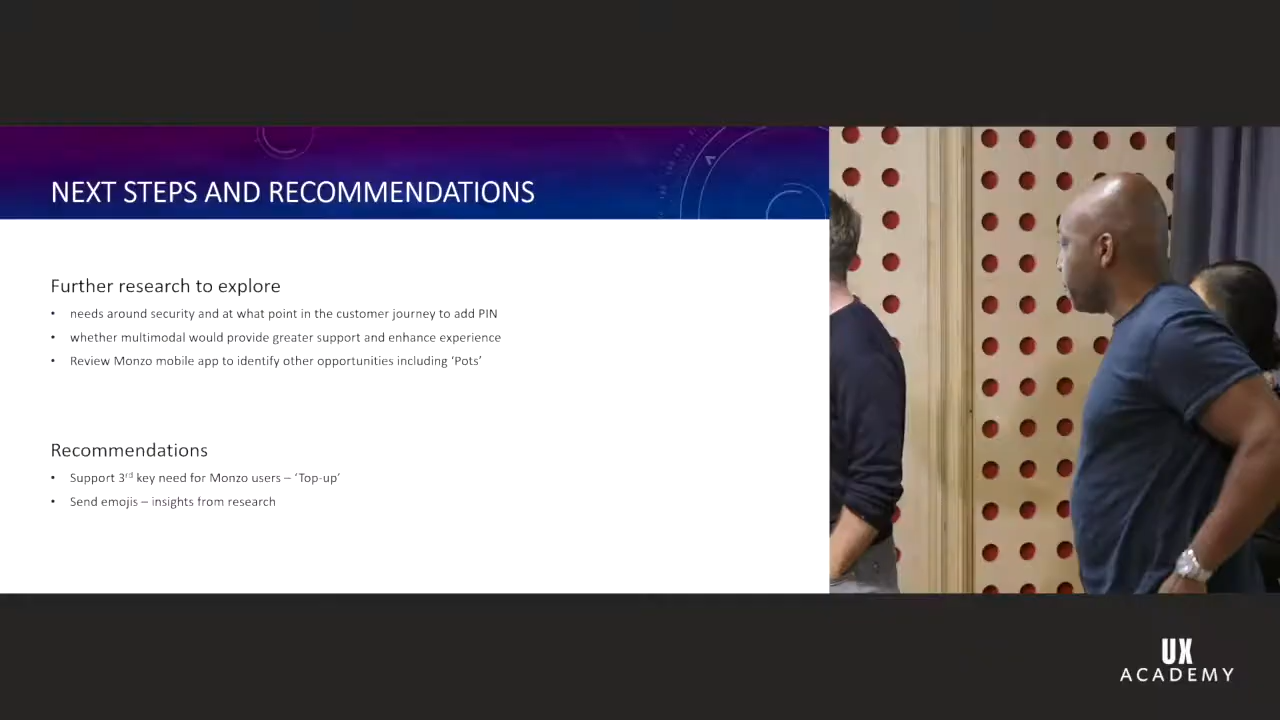 NEXT STEPS AND RECOMMENDATIONS
Further research to explore
• needs around security and at what point in the customer journey to add PIN
• whether multimodal would provide greater support and enhance experience
• Review Monzo mobile app to identify other opportunities including ‘Pots’
Recommendations
• Support 3rd key need for Monzo users – ‘Top-up’
• Send emojis – insights from research
UX
ACADEMY